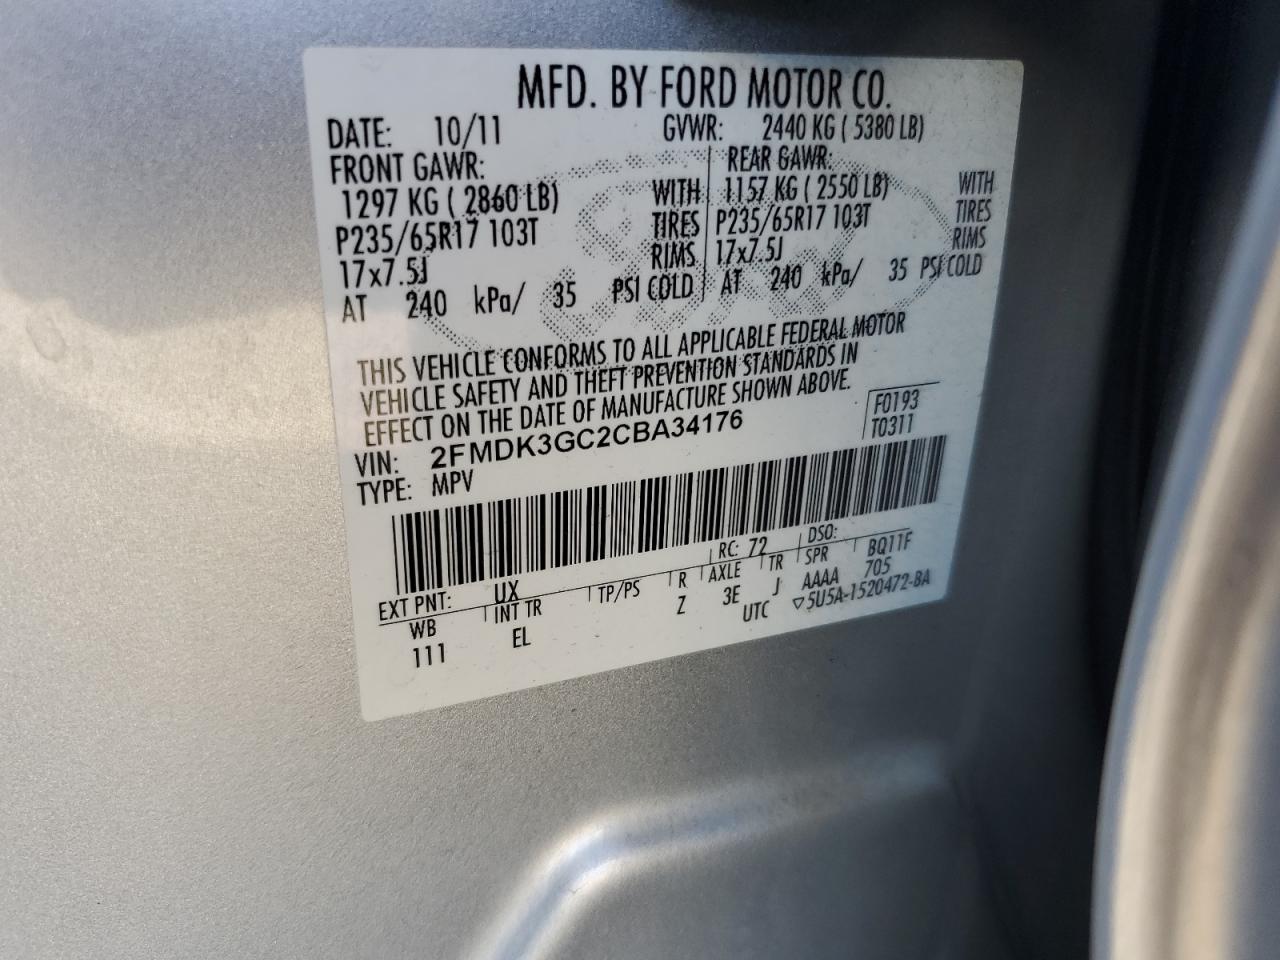 MFD. BY FORD MOTOR CO.
DATE: 10/11 GVWR: 2440 KG ( 5380 LB)
FRONT GAWR: REAR GAWR:
1297 KG ( 2860 LB) WITH 1157 KG ( 2550 LB) WITH
P235/65R17 103T TIRES P235/65R17 103T TIRES
17x7.5J RIMS 17x7.5J RIMS
AT 240 kPa/ 35 PSI COLD AT 240 kPa/ 35 PSI COLD
THIS VEHICLE CONFORMS TO ALL APPLICABLE FEDERAL MOTOR
VEHICLE SAFETY AND THEFT PREVENTION STANDARDS IN
EFFECT ON THE DATE OF MANUFACTURE SHOWN ABOVE.
VIN: 2FMDK3GC2CBA34176 F0193
TYPE: MPV T0311
EXT PNT: UX RC: 72 DSO:
WB INT TR TP/PS R AXLE TR SPR BQ11F
111 EL Z 3E J AAAA 705
UTC ▽5U5A-1520472-BA